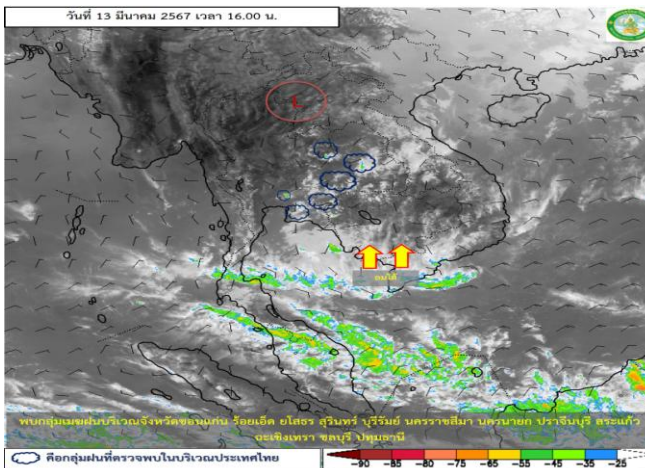 วันที่ 13 มีนาคม 2567 เวลา 16.00 น.
L
ลมใต้
พบกลุ่มเมฆฝนบริเวณจังหวัดขอนแก่น ร้อยเอ็ด ยโสธร สุรินทร์ บุรีรัมย์ นครราชสีมา นครนายก ปราจีนบุรี สระแก้ว
ฉะเชิงเทรา ชลบุรี ปทุมธานี
คือกลุ่มฝนที่ตรวจพบในบริเวณประเทศไทย
-90 -85 -80 -75 -65 -55 -45 -35 -25 °C